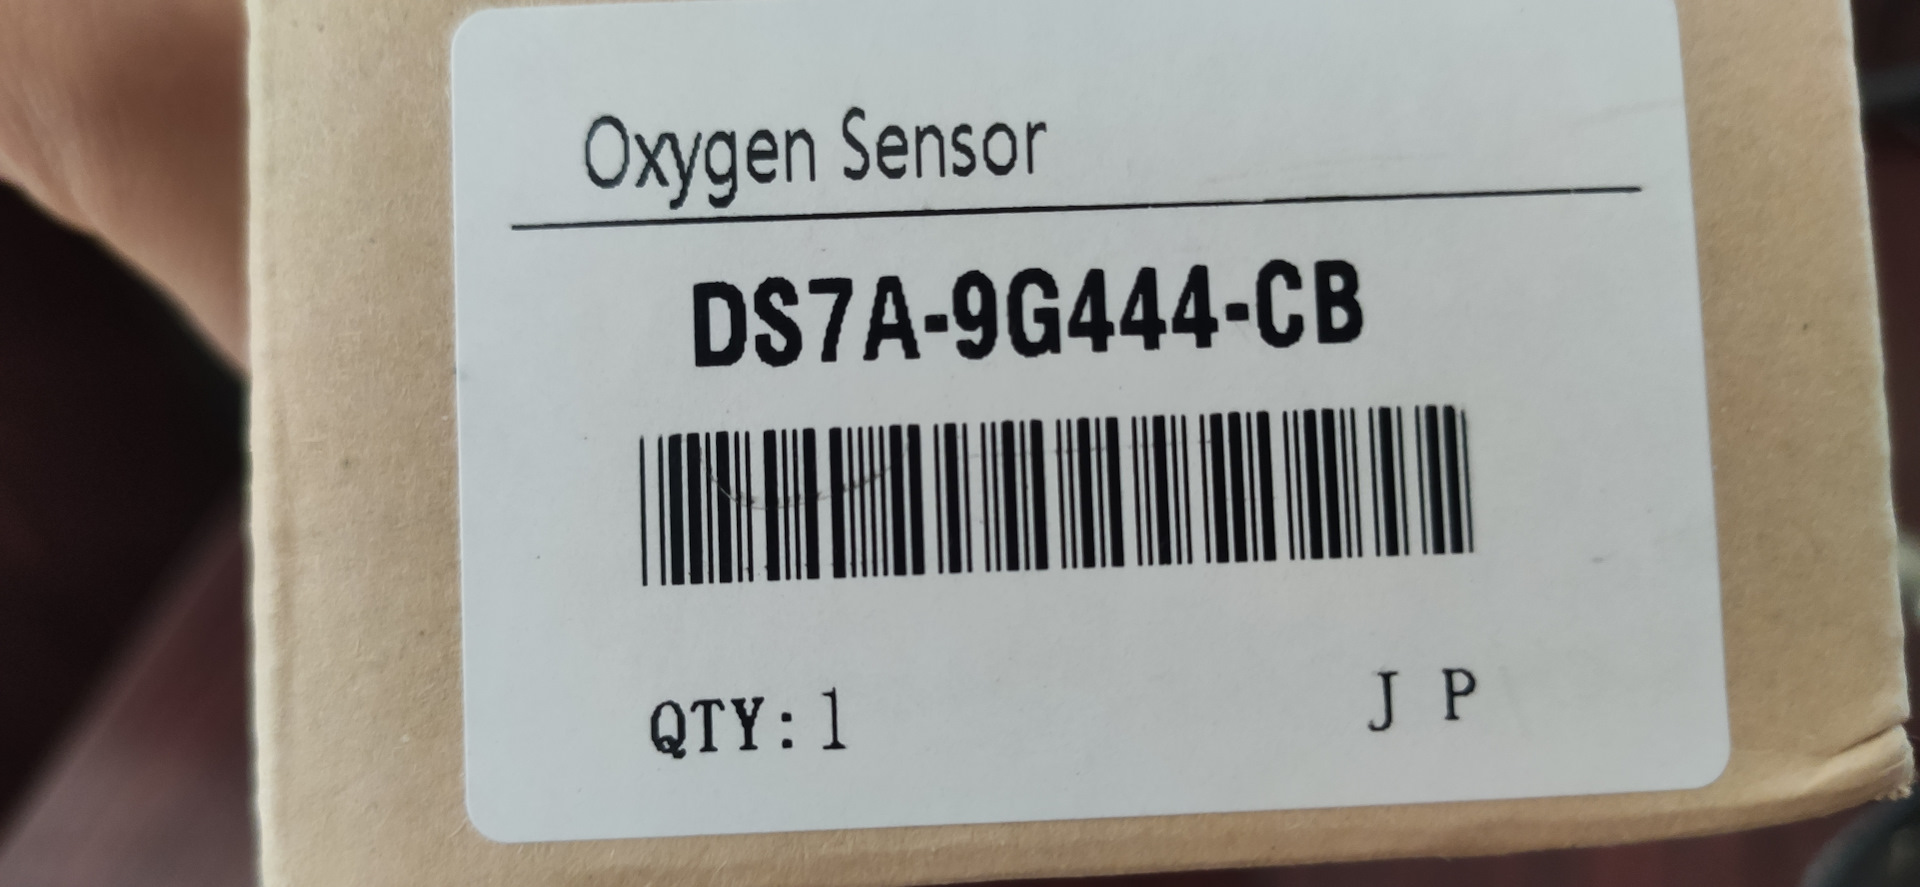 Oxygen Sensor
DS7A-9G444-CB
QTY: 1
J P